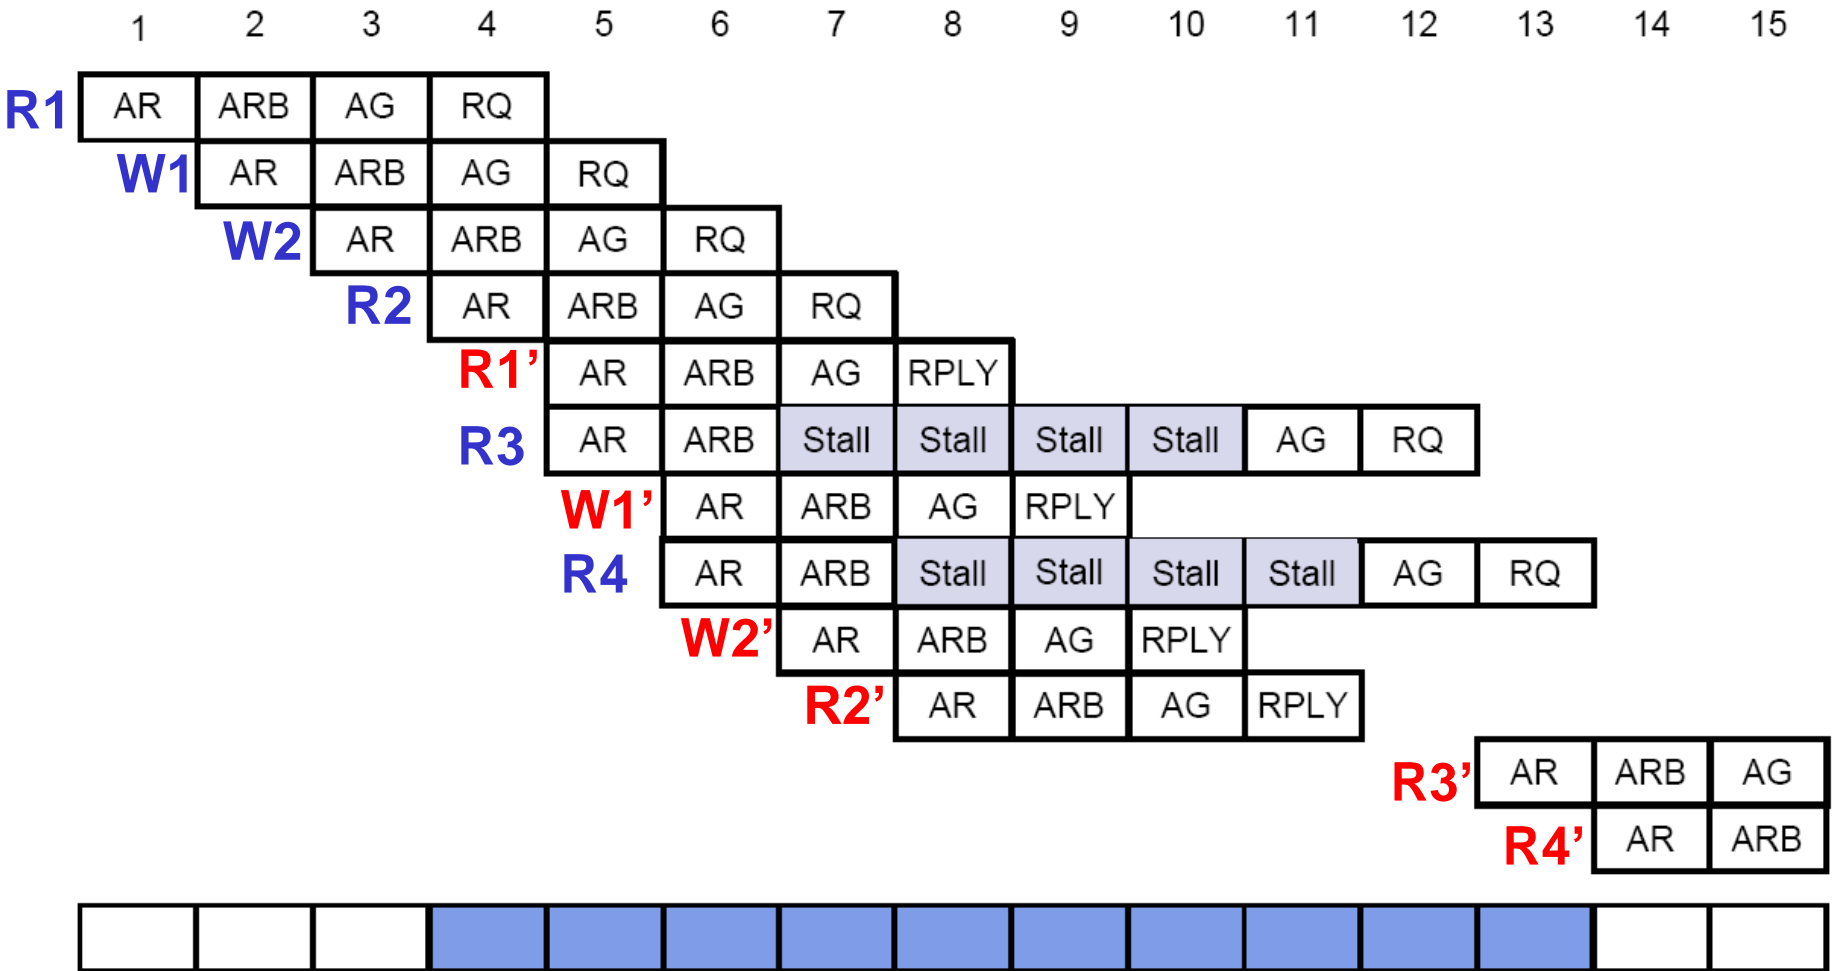 1 2 3 4 5 6 7 8 9 10 11 12 13 14 15
R1 AR ARB AG RQ
W1 AR ARB AG RQ
W2 AR ARB AG RQ
R2 AR ARB AG RQ
R1’ AR ARB AG RPLY
R3 AR ARB Stall Stall Stall Stall AG RQ
W1’ AR ARB AG RPLY
R4 AR ARB Stall Stall Stall Stall AG RQ
W2’ AR ARB AG RPLY
R2’ AR ARB AG RPLY
R3’ AR ARB AG
R4’ AR ARB